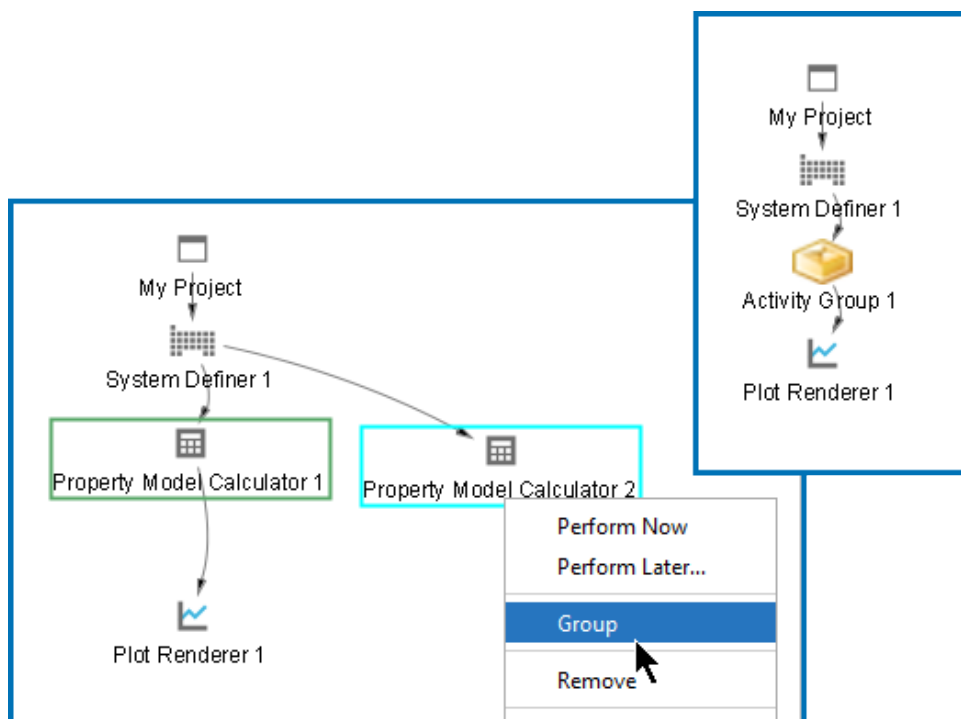 My Project
System Definer 1
Activity Group 1
Plot Renderer 1
My Project
System Definer 1
Property Model Calculator 1
Property Model Calculator 2
Plot Renderer 1
Perform Now
Perform Later...
Group
Remove